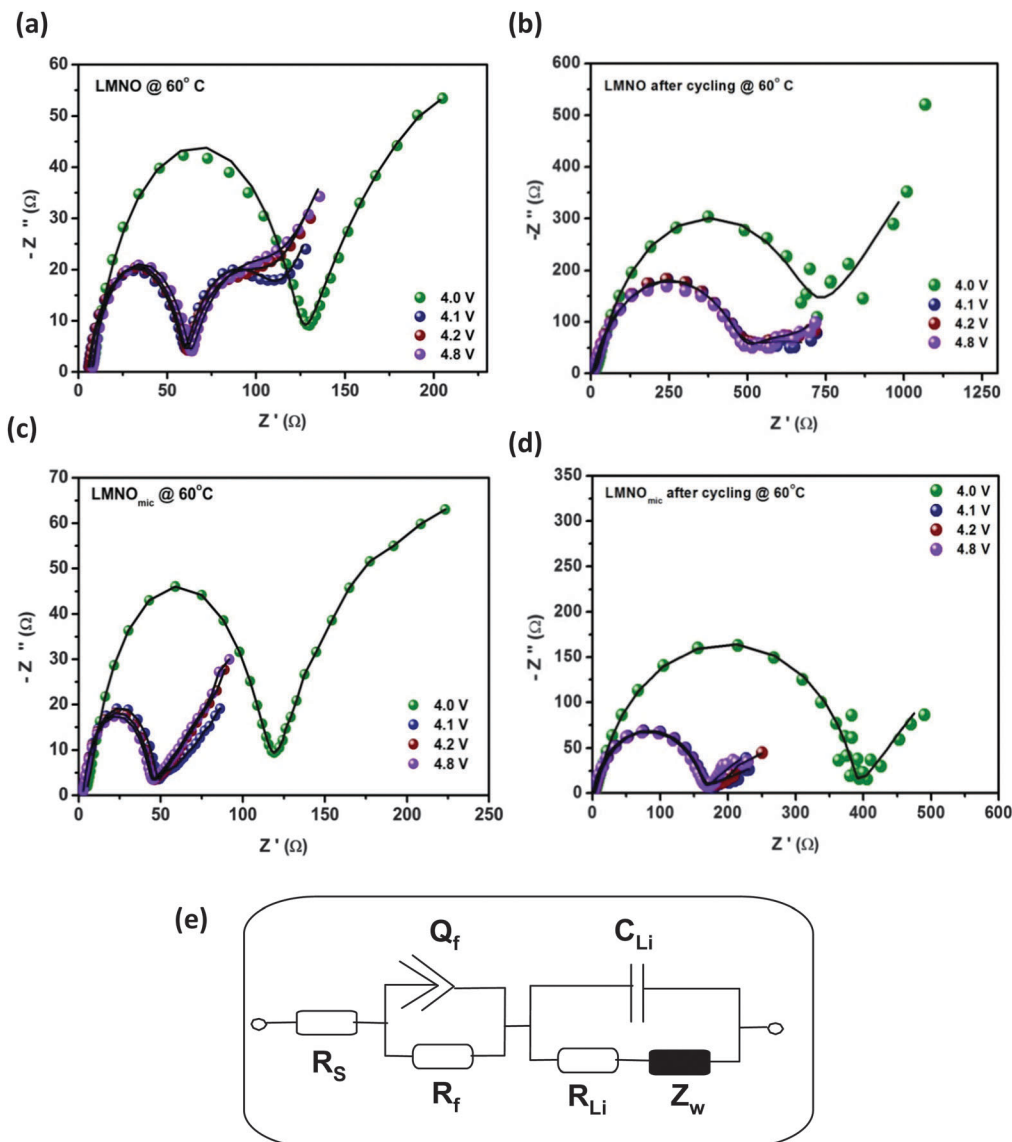 (a)
LMNO @ 60° C
60
50
40
30
20
10
0
0 50 100 150 200
- Z " (Ω)
Z ' (Ω)
4.0 V
4.1 V
4.2 V
4.8 V
(b)
LMNO after cycling @ 60° C
600
500
400
300
200
100
0
0 250 500 750 1000 1250
-Z " (Ω)
Z ' (Ω)
4.0 V
4.1 V
4.2 V
4.8 V
(c)
LMNOmic @ 60°C
70
60
50
40
30
20
10
0
0 50 100 150 200 250
- Z " (Ω)
Z ' (Ω)
4.0 V
4.1 V
4.2 V
4.8 V
(d)
LMNOmic after cycling @ 60°C
350
300
250
200
150
100
50
0
0 100 200 300 400 500 600
- Z " (Ω)
Z ' (Ω)
4.0 V
4.1 V
4.2 V
4.8 V
(e)
Qf
CLi
RS
Rf
RLi
Zw